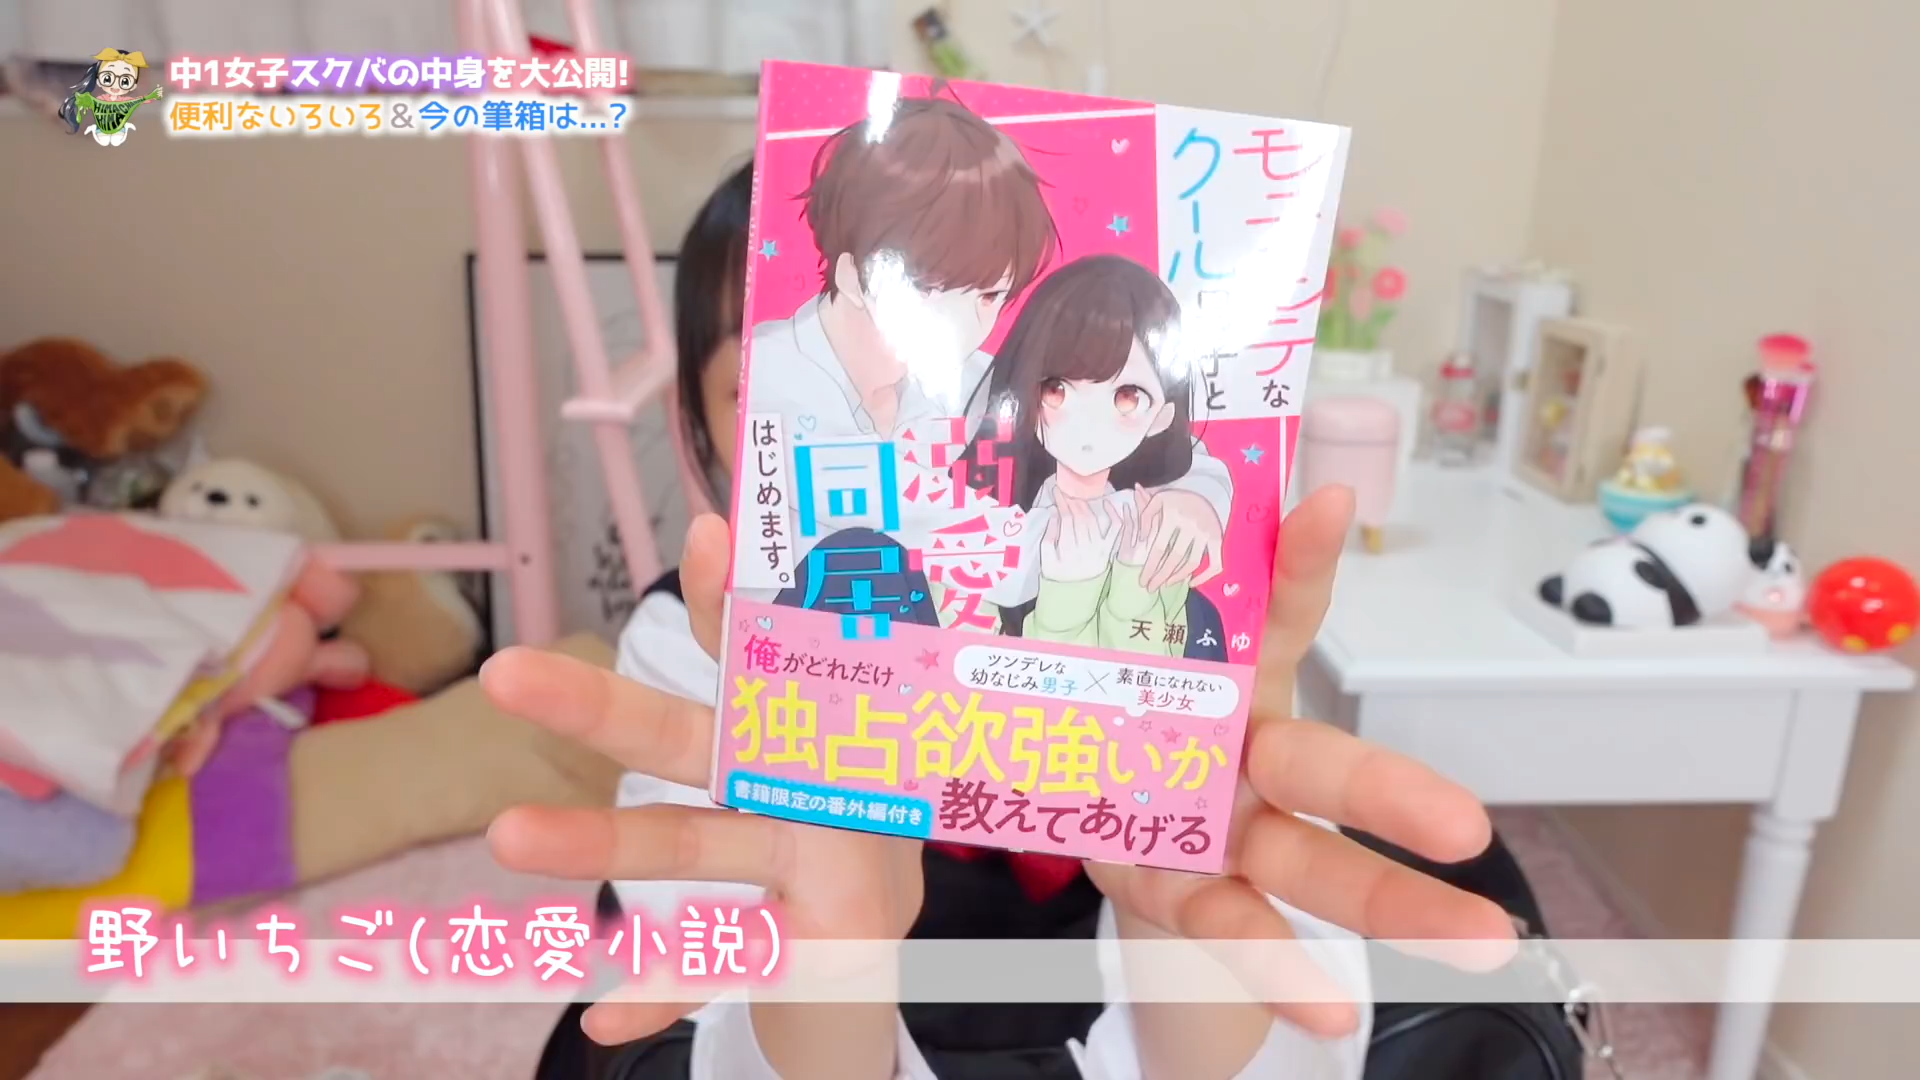 中1女子スクバの中身を大公開!
便利ないろいろ&今の筆箱は…?
HIMAWARI
な
クール
と
溺愛
同居
はじめます。
天瀬ふゆ
俺がどれだけ
ツンデレな
幼なじみ男子
×
素直になれない
美少女
独占欲強いか
教えてあげる
書籍限定の番外編付き
野いちご(恋愛小説)